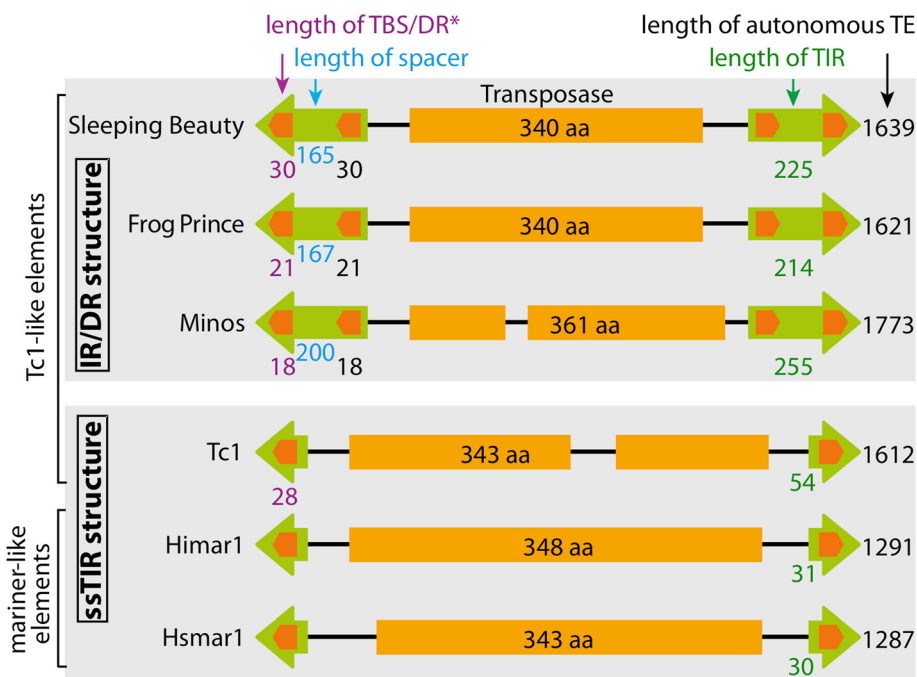 length of TBS/DR*
length of autonomous TE
length of spacer
length of TIR
Transposase
Sleeping Beauty
340 aa
1639
30
165
30
225
Frog Prince
340 aa
1621
21
167
21
214
Minos
361 aa
1773
18
200
18
255
Tc1-like elements
IR/DR structure
Tc1
343 aa
1612
28
54
Himar1
348 aa
1291
31
Hsmar1
343 aa
1287
30
mariner-like
elements
ssTIR structure